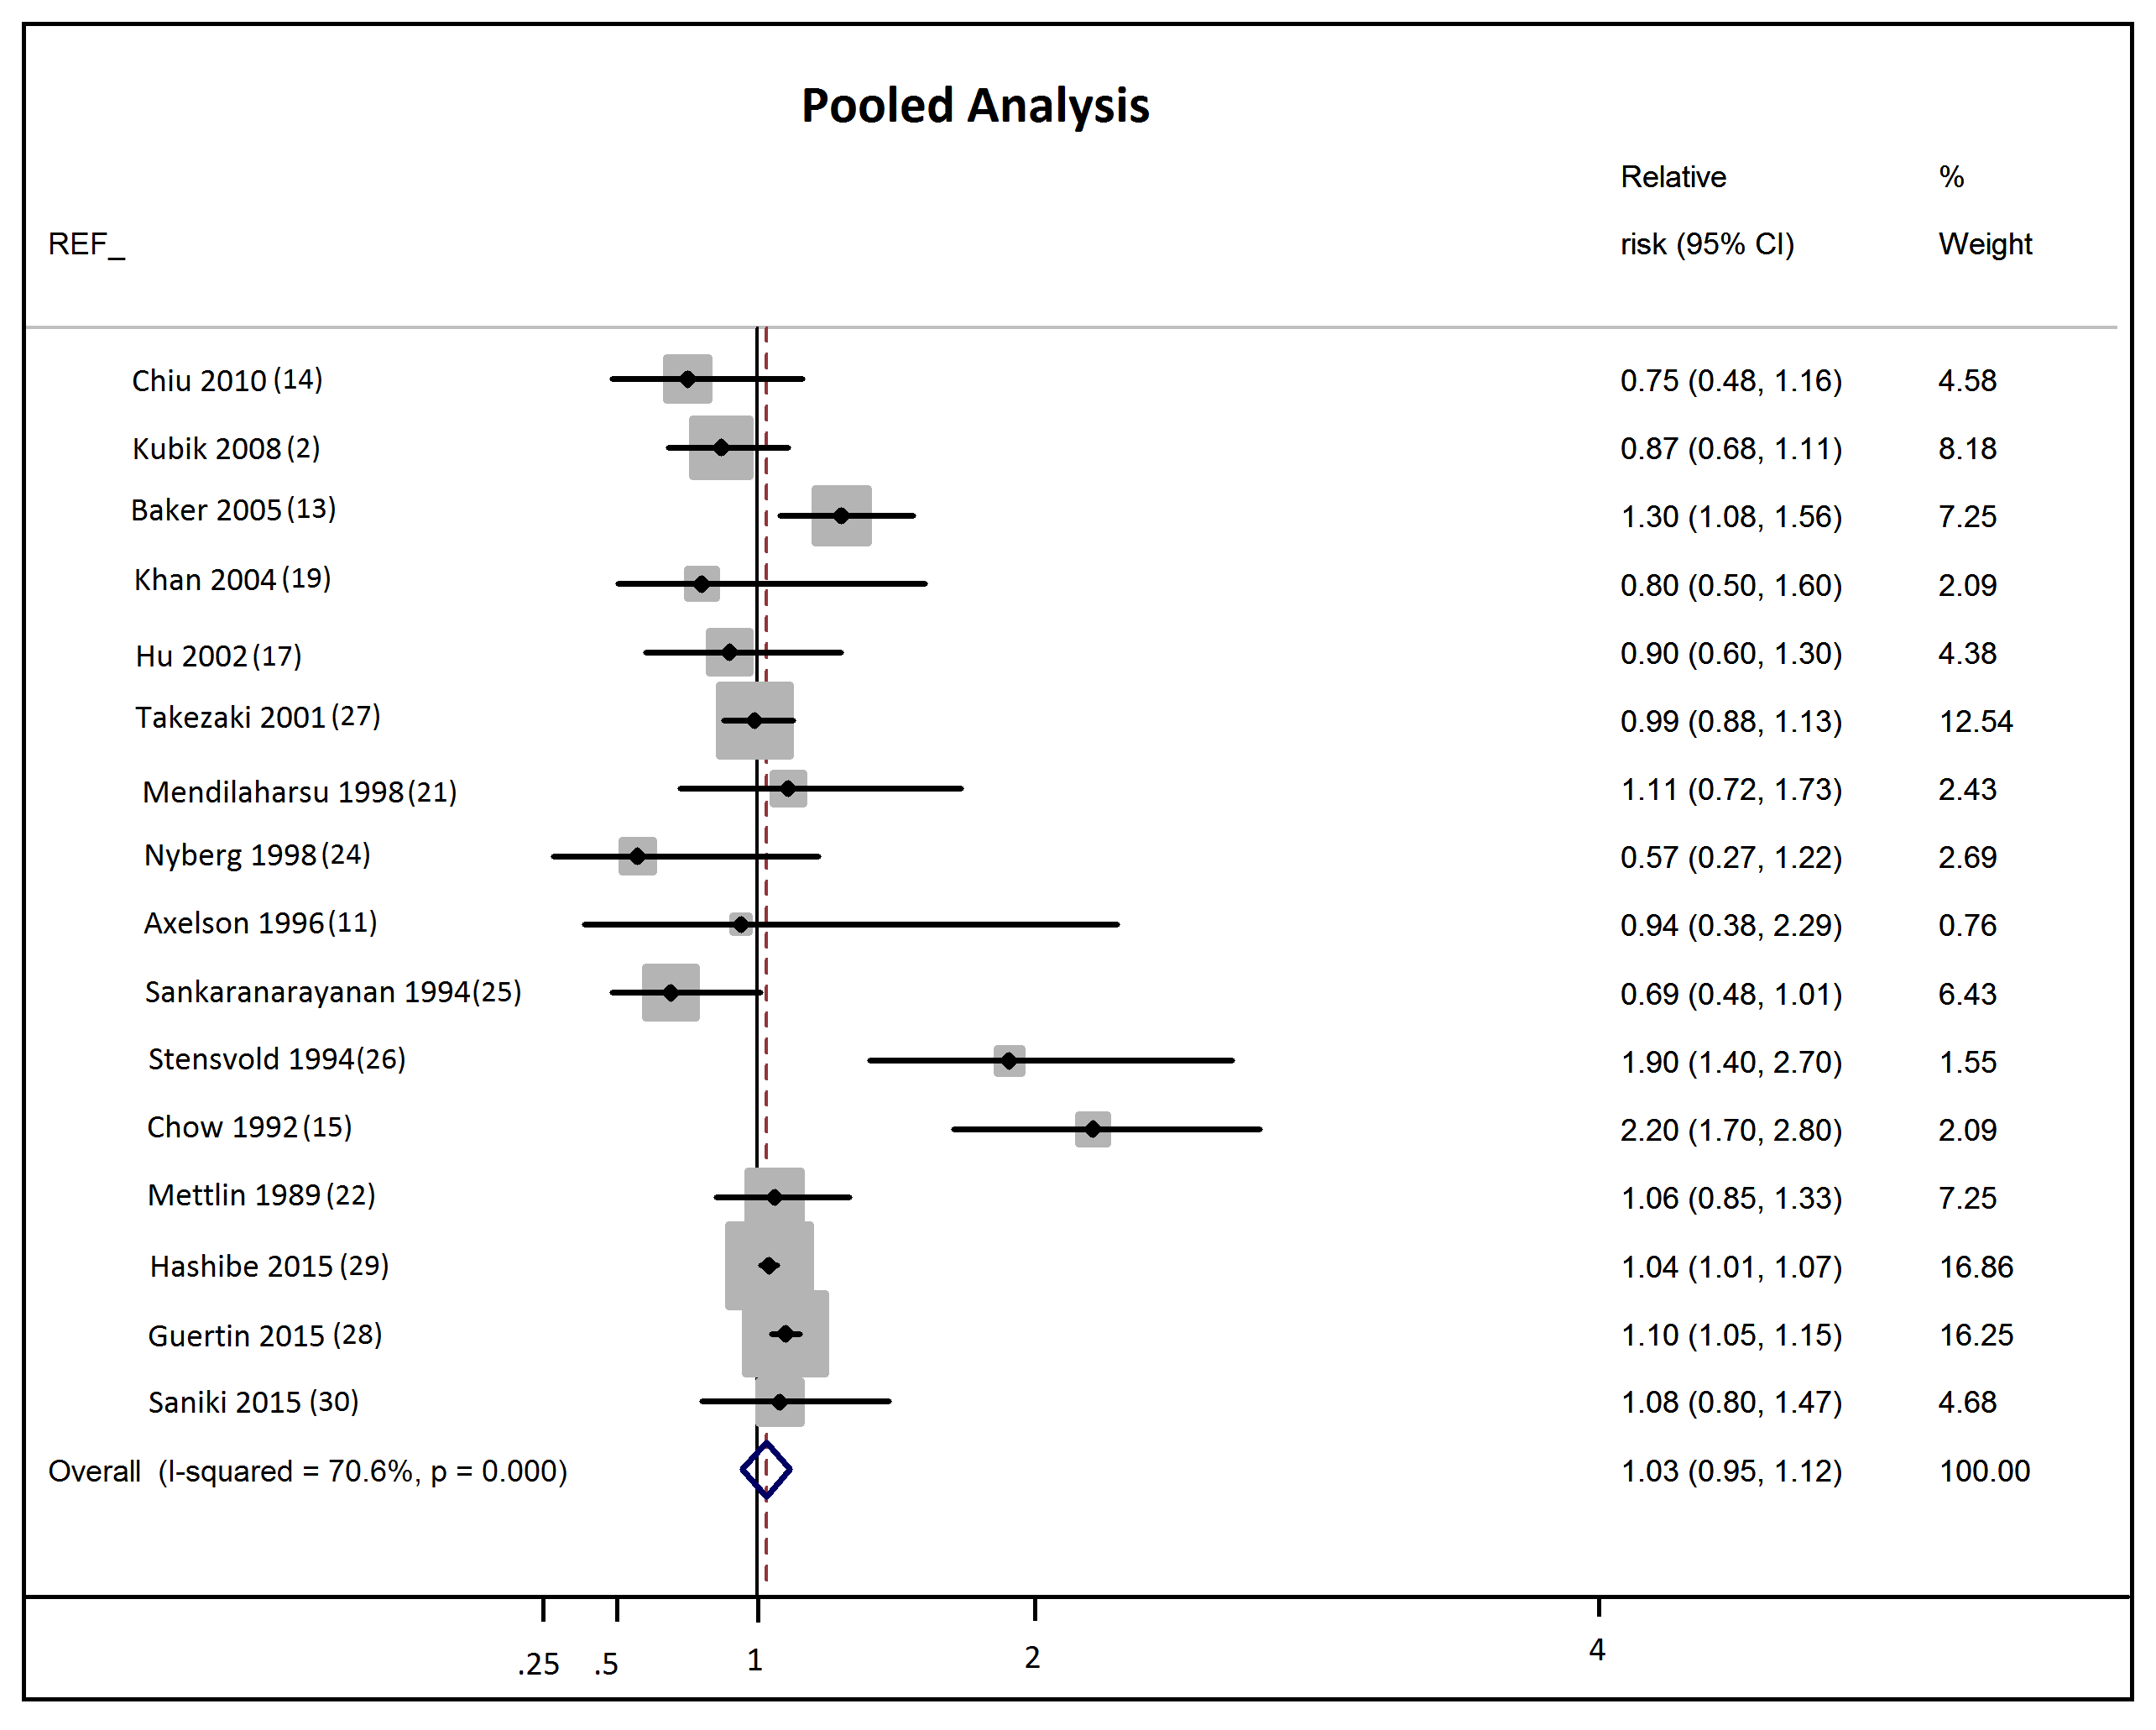 Pooled Analysis
Relative %
REF_ risk (95% CI) Weight
Chiu 2010 (14) 0.75 (0.48, 1.16) 4.58
Kubik 2008 (2) 0.87 (0.68, 1.11) 8.18
Baker 2005 (13) 1.30 (1.08, 1.56) 7.25
Khan 2004 (19) 0.80 (0.50, 1.60) 2.09
Hu 2002 (17) 0.90 (0.60, 1.30) 4.38
Takezaki 2001 (27) 0.99 (0.88, 1.13) 12.54
Mendilaharsu 1998 (21) 1.11 (0.72, 1.73) 2.43
Nyberg 1998 (24) 0.57 (0.27, 1.22) 2.69
Axelson 1996 (11) 0.94 (0.38, 2.29) 0.76
Sankaranarayanan 1994 (25) 0.69 (0.48, 1.01) 6.43
Stensvold 1994 (26) 1.90 (1.40, 2.70) 1.55
Chow 1992 (15) 2.20 (1.70, 2.80) 2.09
Mettlin 1989 (22) 1.06 (0.85, 1.33) 7.25
Hashibe 2015 (29) 1.04 (1.01, 1.07) 16.86
Guertin 2015 (28) 1.10 (1.05, 1.15) 16.25
Saniki 2015 (30) 1.08 (0.80, 1.47) 4.68
Overall (I-squared = 70.6%, p = 0.000) 1.03 (0.95, 1.12) 100.00
.25 .5 1 2 4